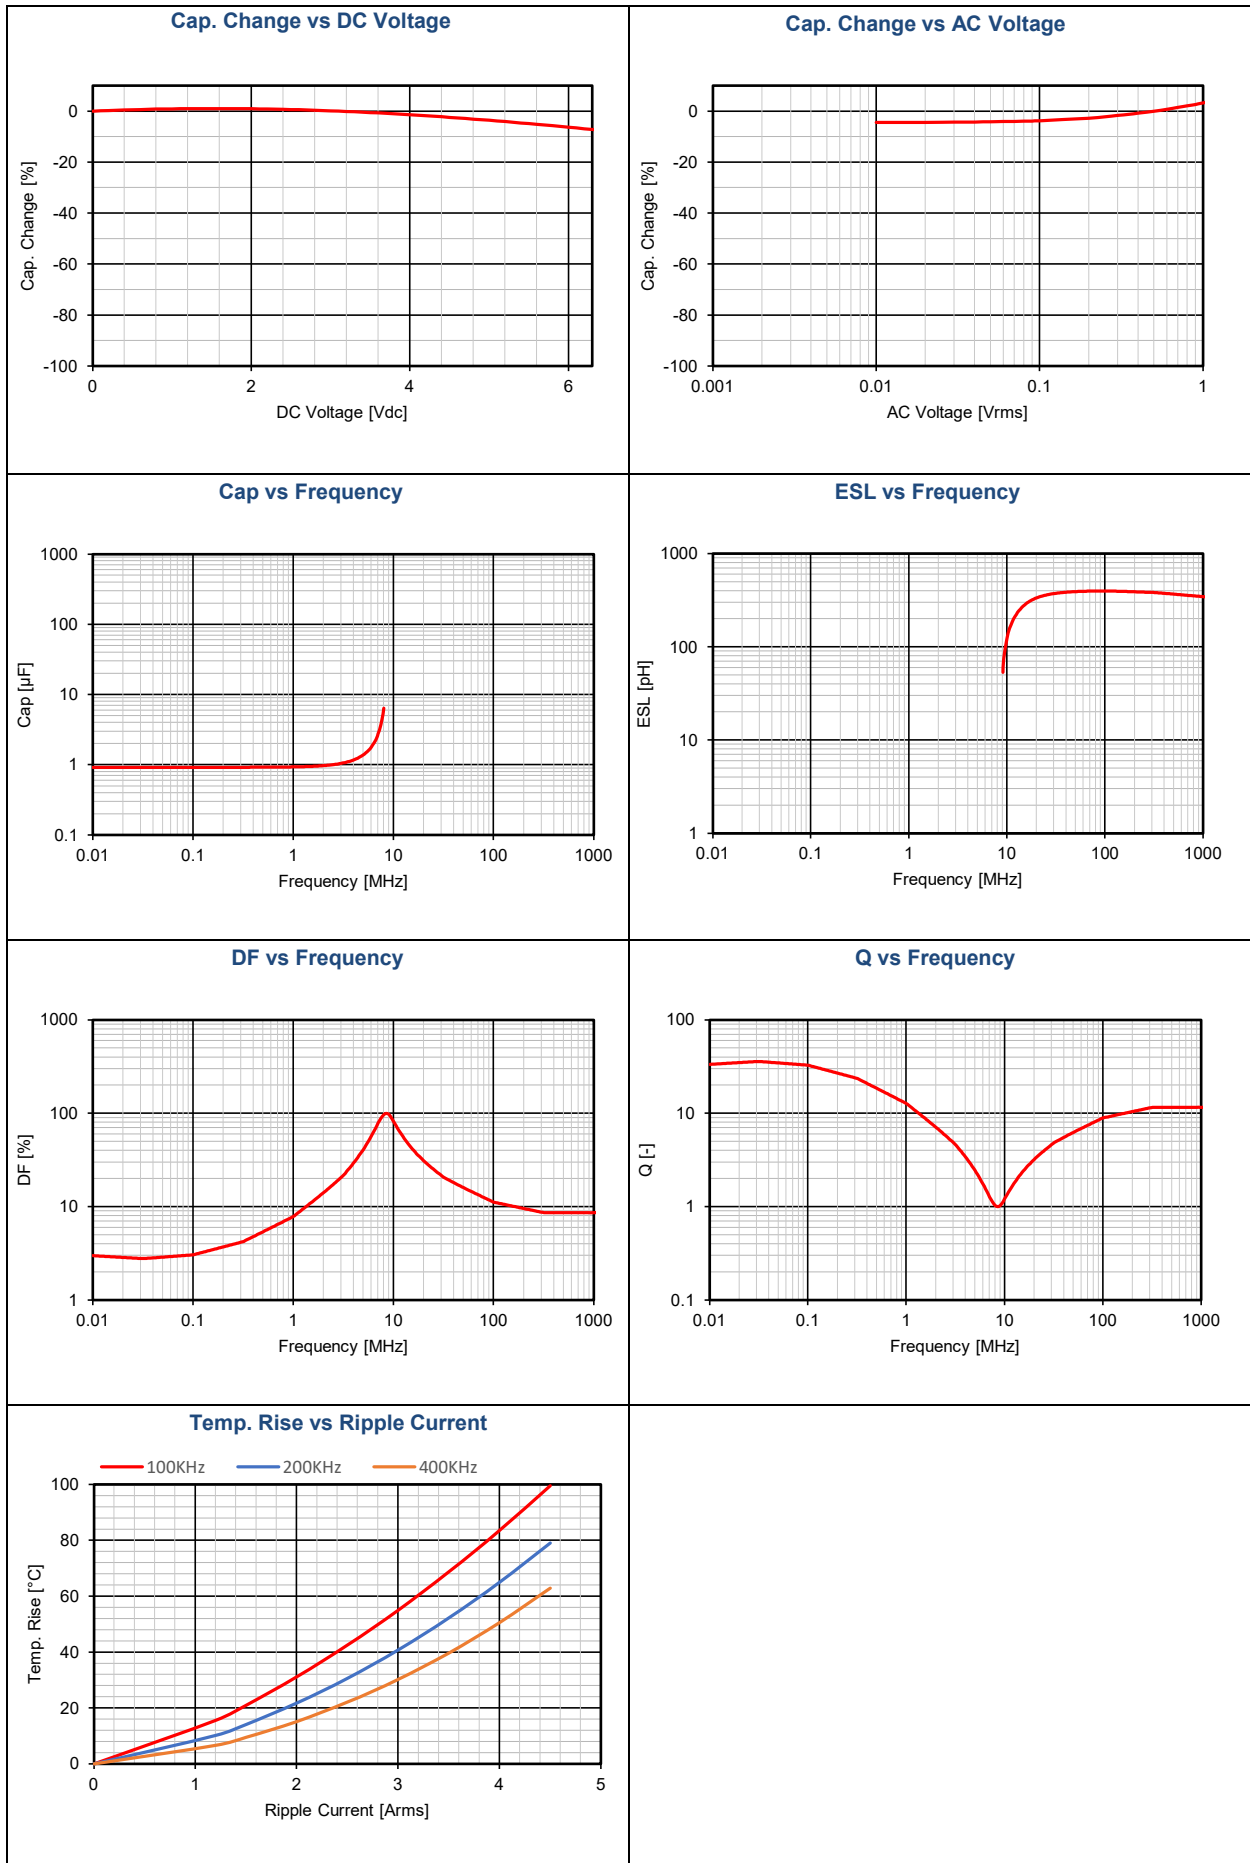 Cap. Change vs DC Voltage
0
-20
-40
-60
-80
-100
Cap. Change [%]
0 2 4 6
DC Voltage [Vdc]
Cap. Change vs AC Voltage
0
-20
-40
-60
-80
-100
Cap. Change [%]
0.001 0.01 0.1 1
AC Voltage [Vrms]
Cap vs Frequency
1000
100
10
1
0.1
Cap [µF]
0.01 0.1 1 10 100 1000
Frequency [MHz]
ESL vs Frequency
1000
100
10
1
ESL [pH]
0.01 0.1 1 10 100 1000
Frequency [MHz]
DF vs Frequency
1000
100
10
1
DF [%]
0.01 0.1 1 10 100 1000
Frequency [MHz]
Q vs Frequency
100
10
1
0.1
Q [-]
0.01 0.1 1 10 100 1000
Frequency [MHz]
Temp. Rise vs Ripple Current
100KHz 200KHz 400KHz
100
80
60
40
20
0
Temp. Rise [°C]
0 1 2 3 4 5
Ripple Current [Arms]